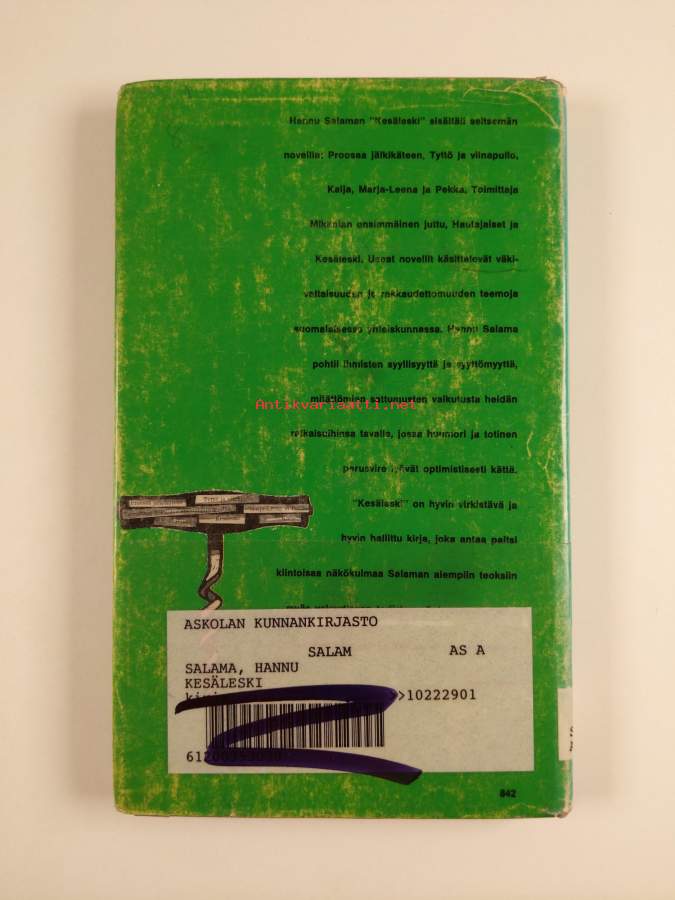 Hannu Salaman "Kesäleski" sisältää seitsemän
novellia: Proosaa jälkikäteen, Tyttö ja viinapullo,
Kaija, Marja-Leena ja Pekka, Toimittaja
Mikkolan ensimmäinen juttu, Hautajaiset ja
Kesäleski. Useat novellit käsittelevät väki-
valtaisuuden ja rakkaudettomuuden teemoja
suomalaisessa yhteiskunnassa. Hannu Salama
pohtii ihmisten syyllisyyttä ja syyttömyyttä,
mitättömien sattumusten vaikutusta heidän
Antikvariaatti.net
ratkaisuihinsa tavalla, jossa huumori ja totinen
perusvire lyövät optimistisesti kättä.
"Kesäleski" on hyvin virkistävä ja
hyvin hallittu kirja, joka antaa paitsi
kiintoisaa näkökulmaa Salaman aiempiin teoksiin
ASKOLAN KUNNANKIRJASTO
SALAM AS A
SALAMA, HANNU
KESÄLESKI
>10222901
842